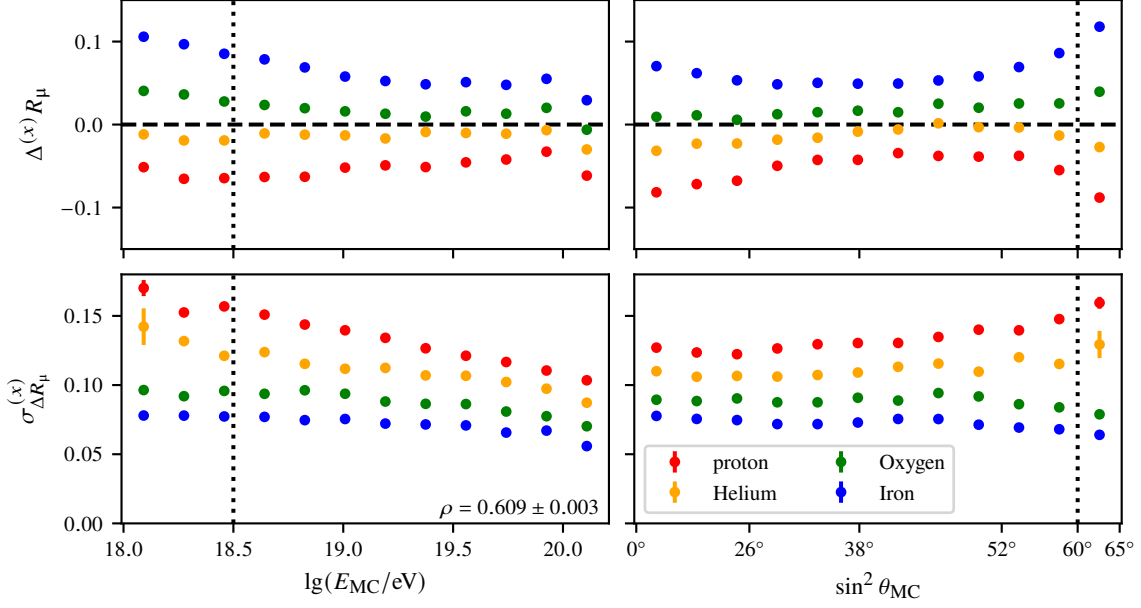 0.1
0.0
−0.1
Δ⁽ˣ⁾ R_μ
0.15
0.10
0.05
0.00
σ_{ΔR_μ}^{(x)}
ρ = 0.609 ± 0.003
proton
Helium
Oxygen
Iron
18.0 18.5 19.0 19.5 20.0
0° 26° 38° 52° 60° 65°
lg(E_MC/eV)
sin² θ_MC